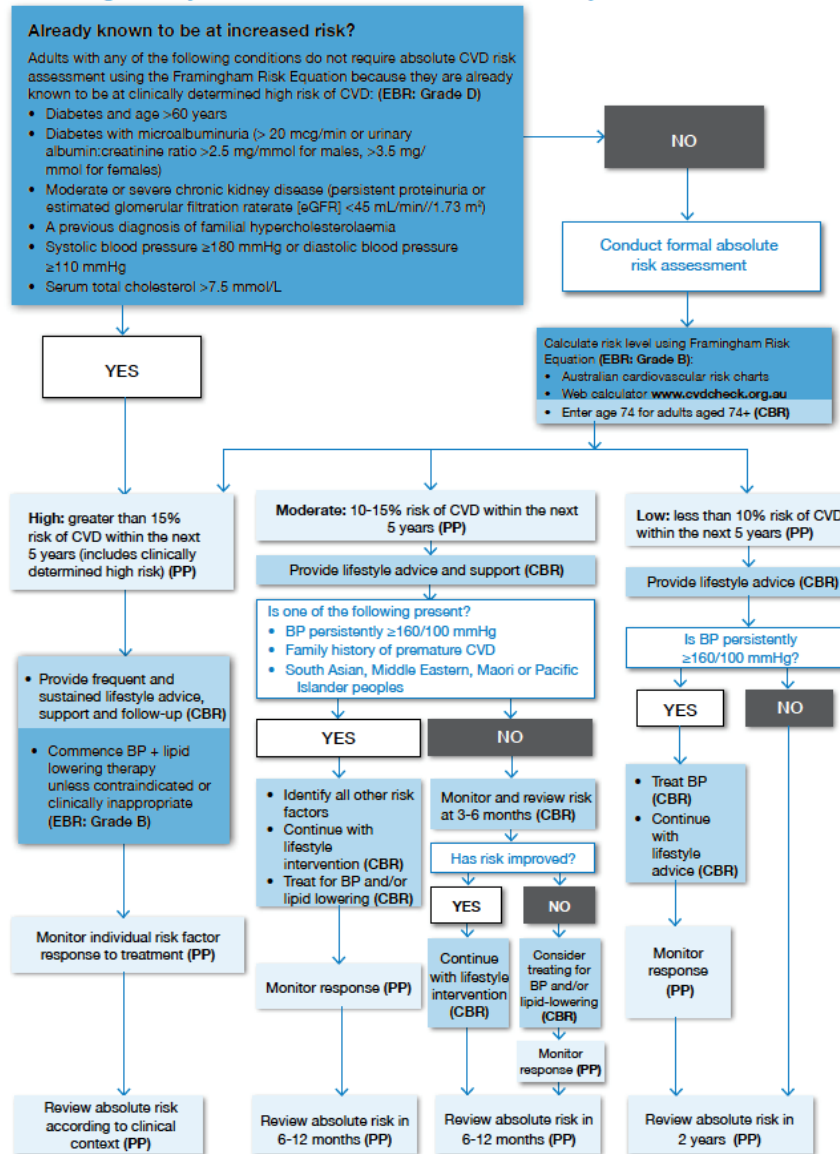 Already known to be at increased risk?
Adults with any of the following conditions do not require absolute CVD risk
assessment using the Framingham Risk Equation because they are already
known to be at clinically determined high risk of CVD: (EBR: Grade D)
• Diabetes and age >60 years
• Diabetes with microalbuminuria (> 20 mcg/min or urinary
albumin:creatinine ratio >2.5 mg/mmol for males, >3.5 mg/
mmol for females)
• Moderate or severe chronic kidney disease (persistent proteinuria or
estimated glomerular filtration raterate [eGFR] <45 mL/min//1.73 m²)
• A previous diagnosis of familial hypercholesterolaemia
• Systolic blood pressure ≥180 mmHg or diastolic blood pressure
≥110 mmHg
• Serum total cholesterol >7.5 mmol/L
NO
Conduct formal absolute
risk assessment
YES
Calculate risk level using Framingham Risk
Equation (EBR: Grade B):
• Australian cardiovascular risk charts
• Web calculator www.cvdcheck.org.au
• Enter age 74 for adults aged 74+ (CBR)
High: greater than 15%
risk of CVD within the next
5 years (includes clinically
determined high risk) (PP)
• Provide frequent and
sustained lifestyle advice,
support and follow-up (CBR)
• Commence BP + lipid
lowering therapy
unless contraindicated or
clinically inappropriate
(EBR: Grade B)
Monitor individual risk factor
response to treatment (PP)
Review absolute risk
according to clinical
context (PP)
Moderate: 10-15% risk of CVD within the next
5 years (PP)
Provide lifestyle advice and support (CBR)
Is one of the following present?
• BP persistently ≥160/100 mmHg
• Family history of premature CVD
• South Asian, Middle Eastern, Maori or Pacific
Islander peoples
YES
NO
• Identify all other risk
factors
• Continue with
lifestyle
intervention (CBR)
• Treat for BP and/or
lipid lowering (CBR)
Monitor response (PP)
Review absolute risk in
6-12 months (PP)
Monitor and review risk
at 3-6 months (CBR)
Has risk improved?
YES
NO
Continue
with lifestyle
intervention
(CBR)
Consider
treating for
BP and/or
lipid-lowering
(CBR)
Monitor
response (PP)
Review absolute risk in
6-12 months (PP)
Low: less than 10% risk of CVD
within the next 5 years (PP)
Provide lifestyle advice (CBR)
Is BP persistently
≥160/100 mmHg?
YES
NO
• Treat BP
(CBR)
• Continue
with
lifestyle
advice (CBR)
Monitor
response
(PP)
Review absolute risk in
2 years (PP)